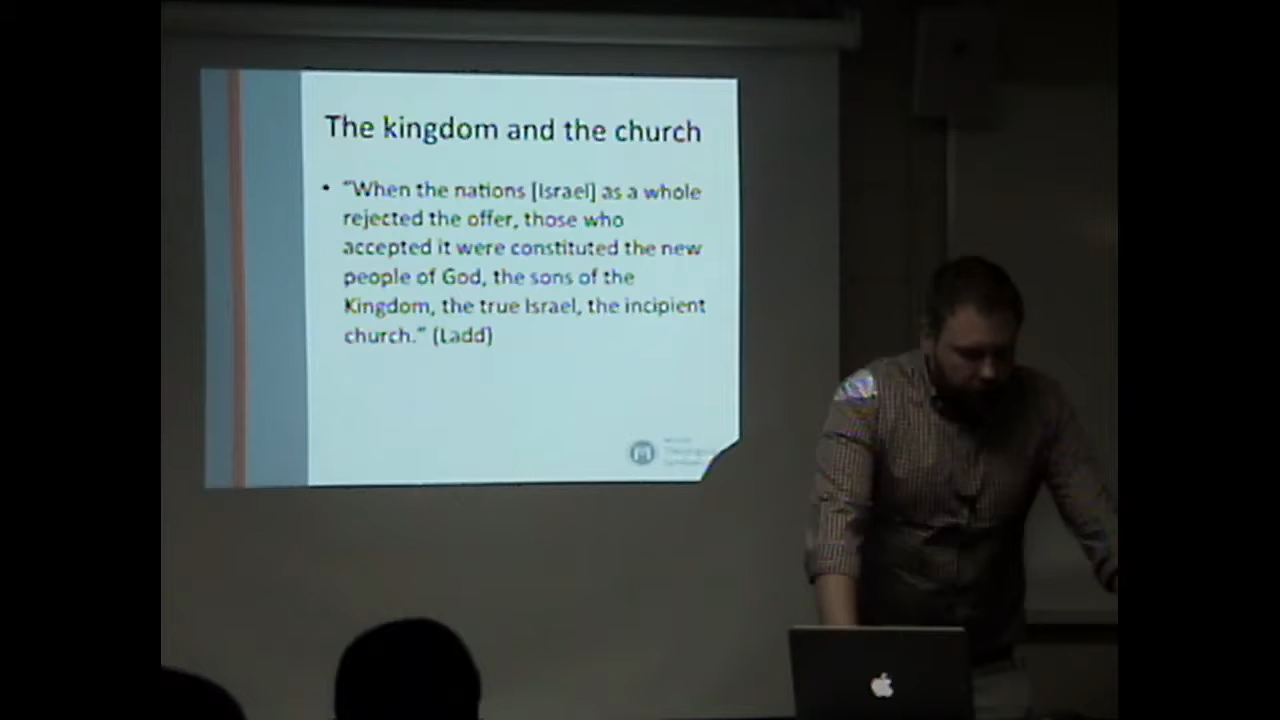 The kingdom and the church
• "When the nations [Israel] as a whole
rejected the offer, those who
accepted it were constituted the new
people of God, the sons of the
Kingdom, the true Israel, the incipient
church." (Ladd)